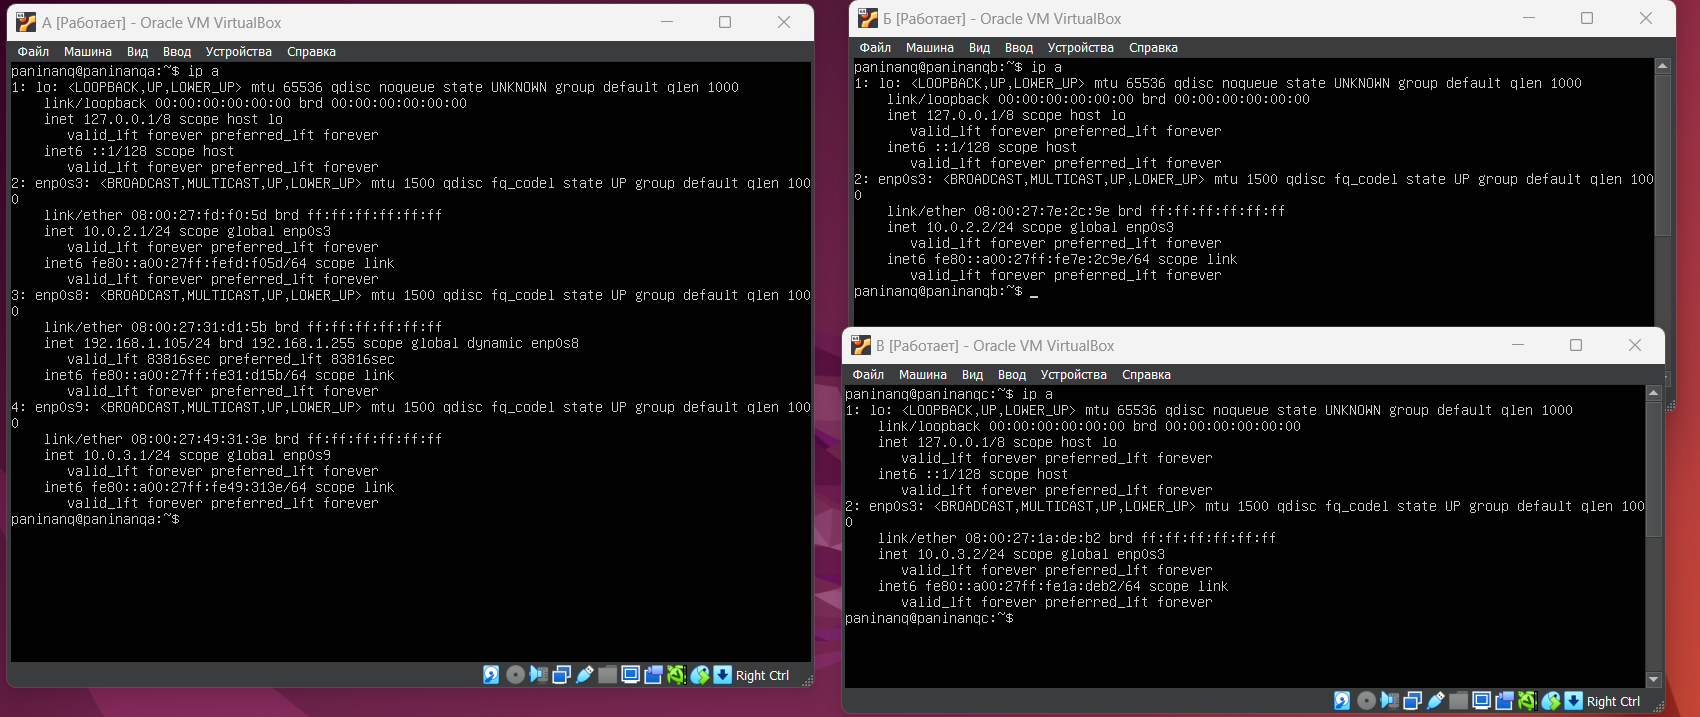 А [Работает] - Oracle VM VirtualBox
Файл Машина Вид Ввод Устройства Справка
paninanq@paninanqa:~$ ip a
1: lo: <LOOPBACK,UP,LOWER_UP> mtu 65536 qdisc noqueue state UNKNOWN group default qlen 1000
link/loopback 00:00:00:00:00:00 brd 00:00:00:00:00:00
inet 127.0.0.1/8 scope host lo
valid_lft forever preferred_lft forever
inet6 ::1/128 scope host
valid_lft forever preferred_lft forever
2: enp0s3: <BROADCAST,MULTICAST,UP,LOWER_UP> mtu 1500 qdisc fq_codel state UP group default qlen 100
0
link/ether 08:00:27:fd:f0:5d brd ff:ff:ff:ff:ff:ff
inet 10.0.2.1/24 scope global enp0s3
valid_lft forever preferred_lft forever
inet6 fe80::a00:27ff:fefd:f05d/64 scope link
valid_lft forever preferred_lft forever
3: enp0s8: <BROADCAST,MULTICAST,UP,LOWER_UP> mtu 1500 qdisc fq_codel state UP group default qlen 100
0
link/ether 08:00:27:31:d1:5b brd ff:ff:ff:ff:ff:ff
inet 192.168.1.105/24 brd 192.168.1.255 scope global dynamic enp0s8
valid_lft 83816sec preferred_lft 83816sec
inet6 fe80::a00:27ff:fe31:d15b/64 scope link
valid_lft forever preferred_lft forever
4: enp0s9: <BROADCAST,MULTICAST,UP,LOWER_UP> mtu 1500 qdisc fq_codel state UP group default qlen 100
0
link/ether 08:00:27:49:31:3e brd ff:ff:ff:ff:ff:ff
inet 10.0.3.1/24 scope global enp0s9
valid_lft forever preferred_lft forever
inet6 fe80::a00:27ff:fe49:313e/64 scope link
valid_lft forever preferred_lft forever
paninanq@paninanqa:~$
Right Ctrl
Б [Работает] - Oracle VM VirtualBox
Файл Машина Вид Ввод Устройства Справка
paninanq@paninanqb:~$ ip a
1: lo: <LOOPBACK,UP,LOWER_UP> mtu 65536 qdisc noqueue state UNKNOWN group default qlen 1000
link/loopback 00:00:00:00:00:00 brd 00:00:00:00:00:00
inet 127.0.0.1/8 scope host lo
valid_lft forever preferred_lft forever
inet6 ::1/128 scope host
valid_lft forever preferred_lft forever
2: enp0s3: <BROADCAST,MULTICAST,UP,LOWER_UP> mtu 1500 qdisc fq_codel state UP group default qlen 100
0
link/ether 08:00:27:7e:2c:9e brd ff:ff:ff:ff:ff:ff
inet 10.0.2.2/24 scope global enp0s3
valid_lft forever preferred_lft forever
inet6 fe80::a00:27ff:fe7e:2c9e/64 scope link
valid_lft forever preferred_lft forever
paninanq@paninanqb:~$ _
В [Работает] - Oracle VM VirtualBox
Файл Машина Вид Ввод Устройства Справка
paninanq@paninanqc:~$ ip a
1: lo: <LOOPBACK,UP,LOWER_UP> mtu 65536 qdisc noqueue state UNKNOWN group default qlen 1000
link/loopback 00:00:00:00:00:00 brd 00:00:00:00:00:00
inet 127.0.0.1/8 scope host lo
valid_lft forever preferred_lft forever
inet6 ::1/128 scope host
valid_lft forever preferred_lft forever
2: enp0s3: <BROADCAST,MULTICAST,UP,LOWER_UP> mtu 1500 qdisc fq_codel state UP group default qlen 100
0
link/ether 08:00:27:1a:de:b2 brd ff:ff:ff:ff:ff:ff
inet 10.0.3.2/24 scope global enp0s3
valid_lft forever preferred_lft forever
inet6 fe80::a00:27ff:fe1a:deb2/64 scope link
valid_lft forever preferred_lft forever
paninanq@paninanqc:~$
Right Ctrl